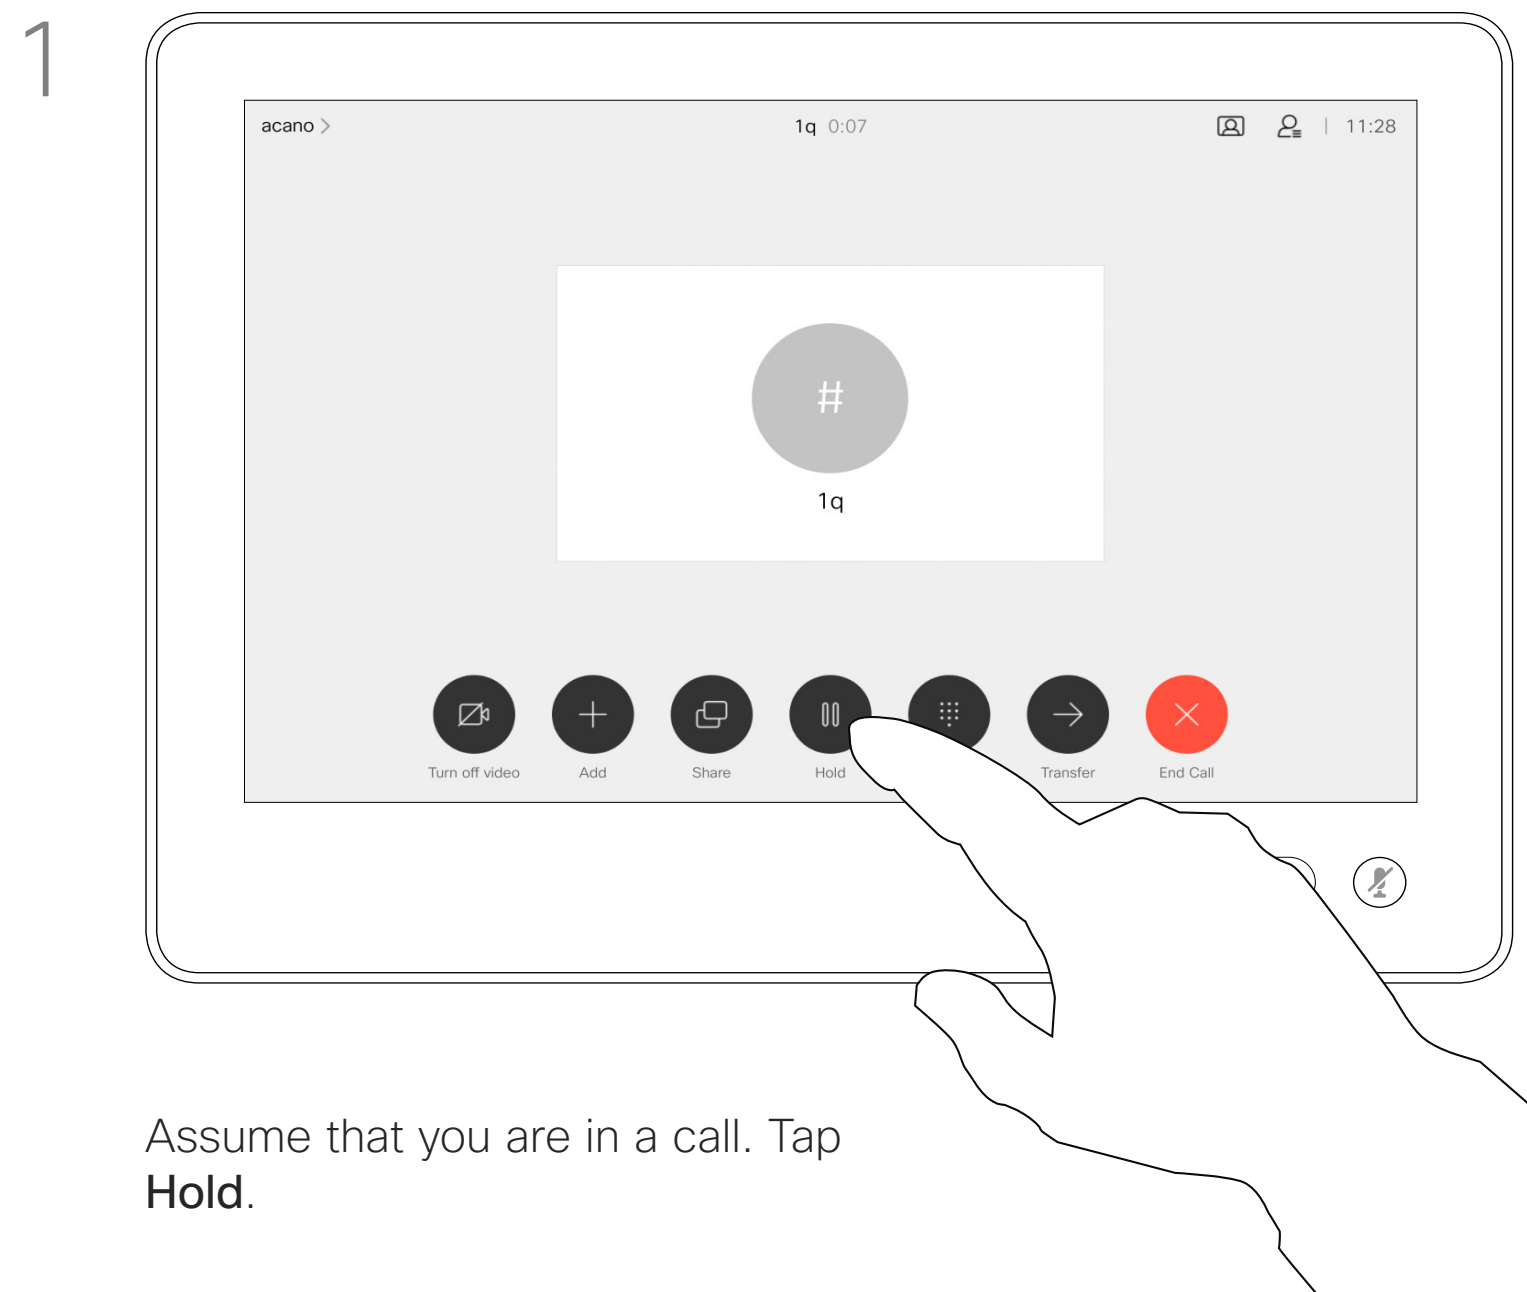 1
acano
1q 0:07
11:28
#
1q
Turn off video
Add
Share
Hold
Transfer
End Call
Assume that you are in a call. Tap
Hold.